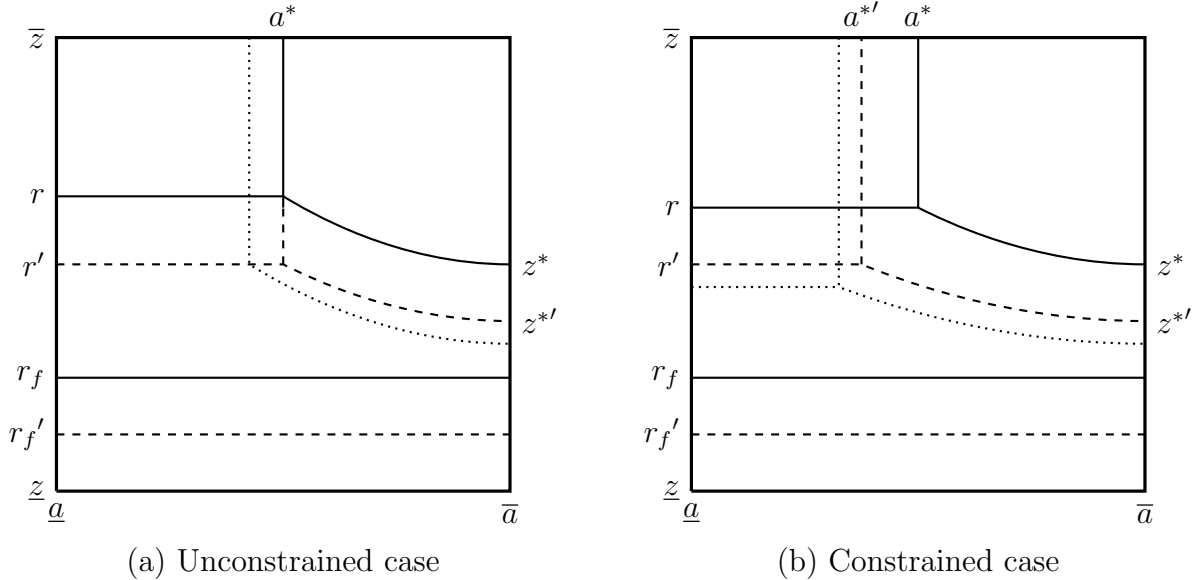 a*
z̅
r
r'
z*
z*'
r_f
r_f'
z̲
a̲
a̅
(a) Unconstrained case
a*' a*
z̅
r
r'
z*
z*'
r_f
r_f'
z̲
a̲
a̅
(b) Constrained case